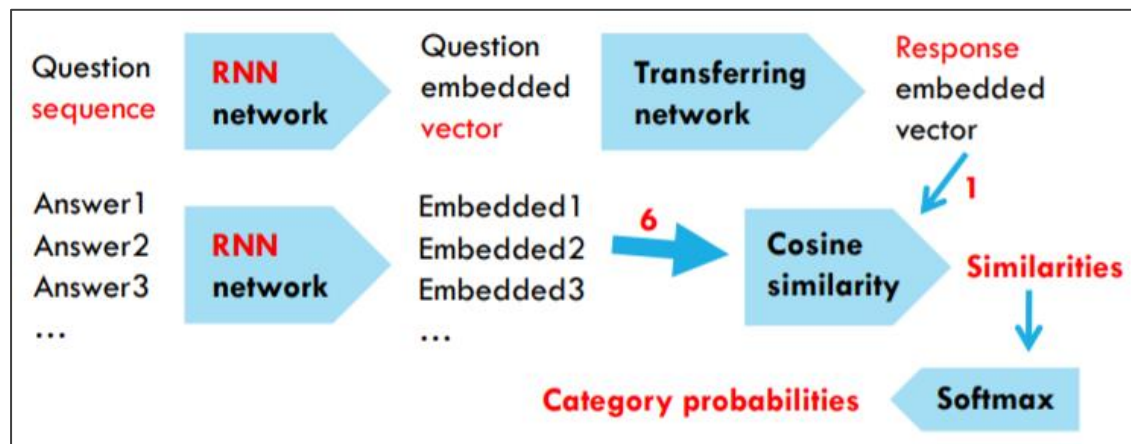 Question
sequence
RNN
network
Question
embedded
vector
Transferring
network
Response
embedded
vector
1
Answer1
Answer2
Answer3
...
RNN
network
Embedded1
Embedded2
Embedded3
...
6
Cosine
similarity
Similarities
Softmax
Category probabilities